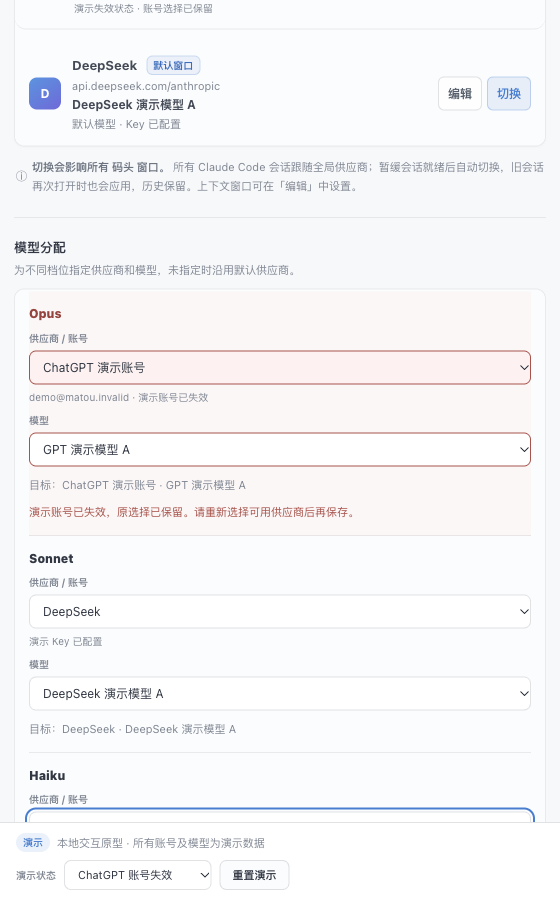 演示失效状态 · 账号选择已保留
DeepSeek 默认窗口
D
api.deepseek.com/anthropic
DeepSeek 演示模型 A
默认模型 · Key 已配置
编辑 切换
切换会影响所有 码头 窗口。 所有 Claude Code 会话跟随全局供应商；暂缓会话就绪后自动切换，旧会话
再次打开时也会应用，历史保留。上下文窗口可在「编辑」中设置。
模型分配
为不同档位指定供应商和模型，未指定时沿用默认供应商。
Opus
供应商 / 账号
ChatGPT 演示账号
demo@matou.invalid · 演示账号已失效
模型
GPT 演示模型 A
目标：ChatGPT 演示账号 · GPT 演示模型 A
演示账号已失效，原选择已保留。请重新选择可用供应商后再保存。
Sonnet
供应商 / 账号
DeepSeek
演示 Key 已配置
模型
DeepSeek 演示模型 A
目标：DeepSeek · DeepSeek 演示模型 A
Haiku
供应商 / 账号
演示 本地交互原型 · 所有账号及模型为演示数据
演示状态 ChatGPT 账号失效 重置演示